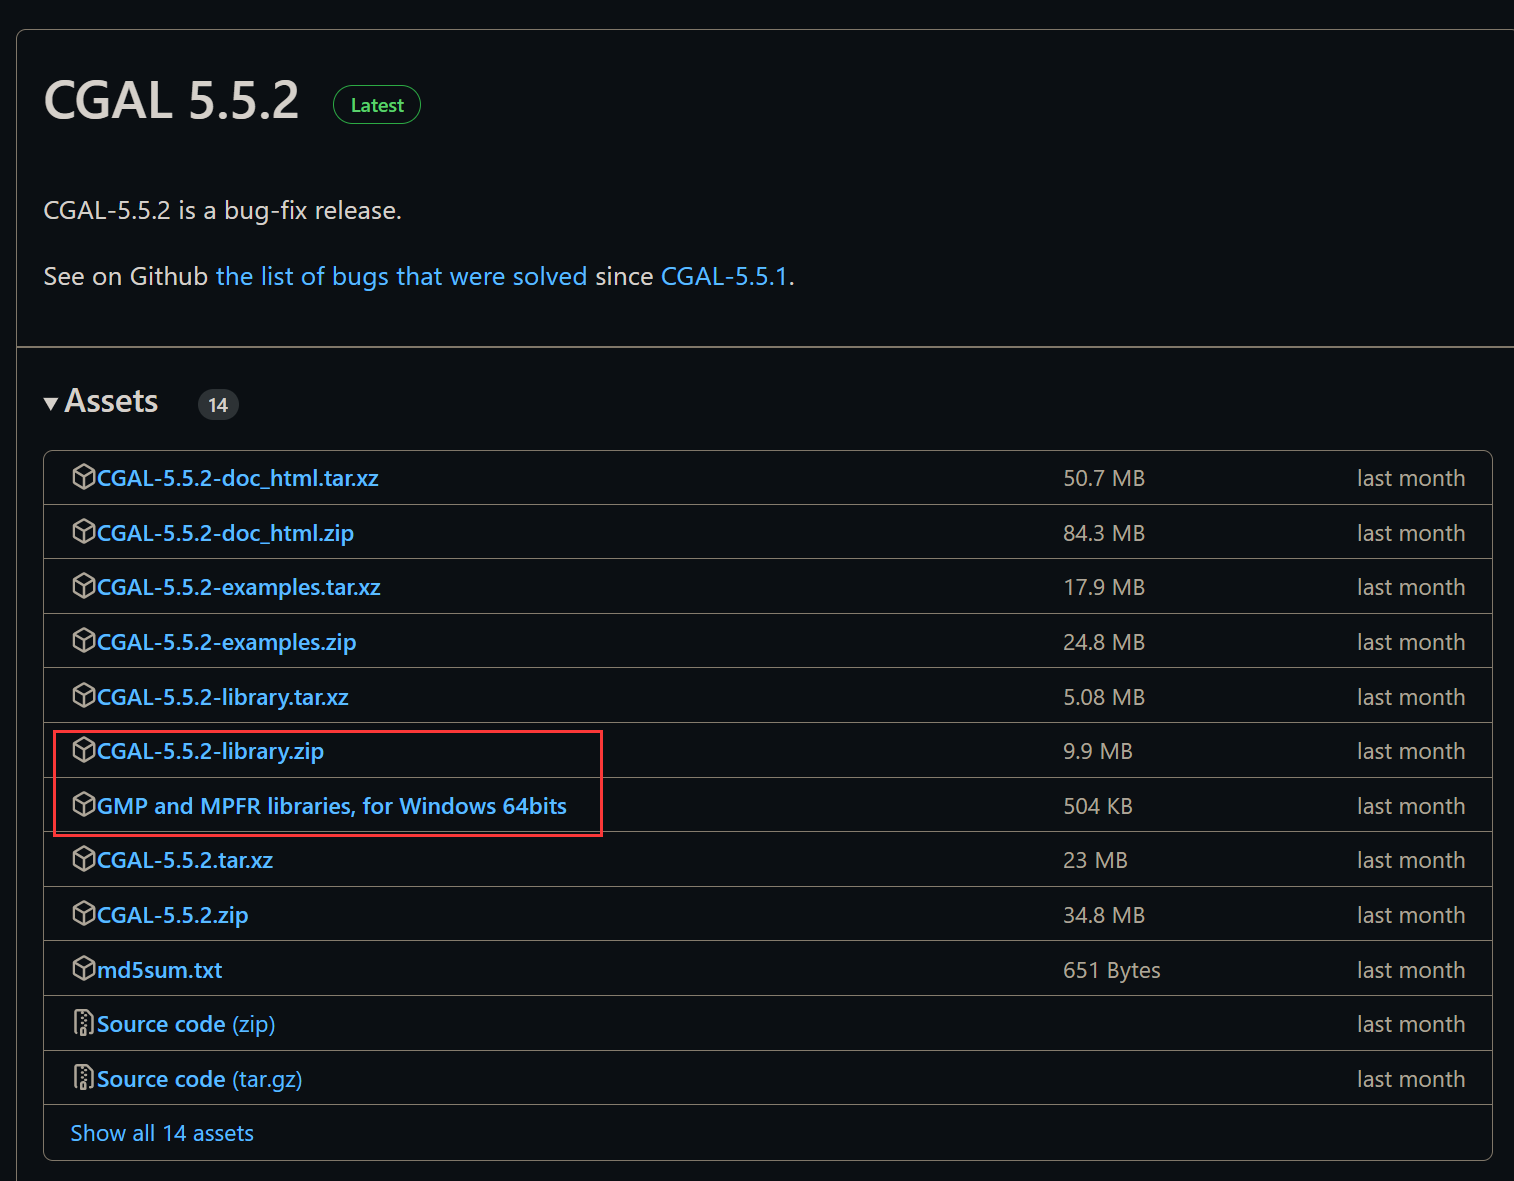 CGAL 5.5.2 Latest
CGAL-5.5.2 is a bug-fix release.
See on Github the list of bugs that were solved since CGAL-5.5.1.
Assets 14
CGAL-5.5.2-doc_html.tar.xz 50.7 MB last month
CGAL-5.5.2-doc_html.zip 84.3 MB last month
CGAL-5.5.2-examples.tar.xz 17.9 MB last month
CGAL-5.5.2-examples.zip 24.8 MB last month
CGAL-5.5.2-library.tar.xz 5.08 MB last month
CGAL-5.5.2-library.zip 9.9 MB last month
GMP and MPFR libraries, for Windows 64bits 504 KB last month
CGAL-5.5.2.tar.xz 23 MB last month
CGAL-5.5.2.zip 34.8 MB last month
md5sum.txt 651 Bytes last month
Source code (zip) last month
Source code (tar.gz) last month
Show all 14 assets